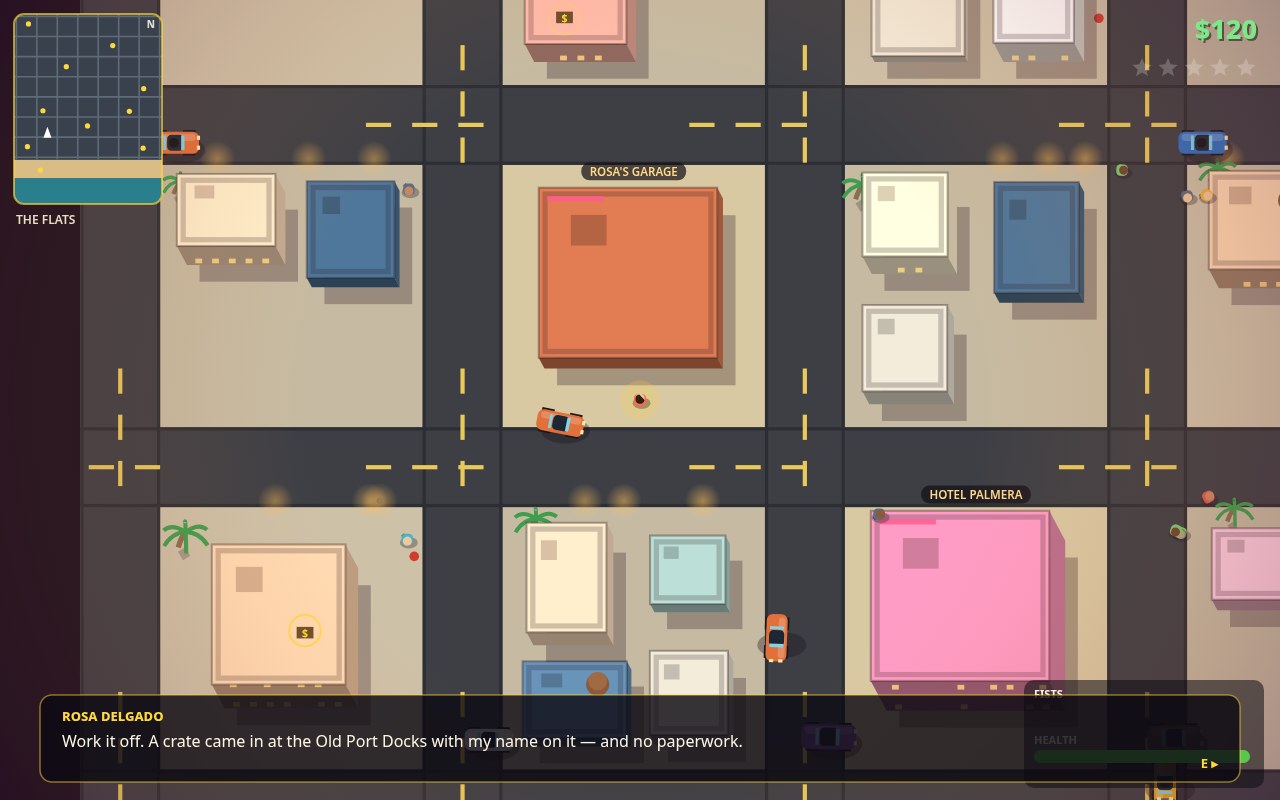 N
$
$120
ROSA'S GARAGE
THE FLATS
HOTEL PALMERA
$
FISTS
ROSA DELGADO
Work it off. A crate came in at the Old Port Docks with my name on it — and no paperwork.
HEALTH
E ▸